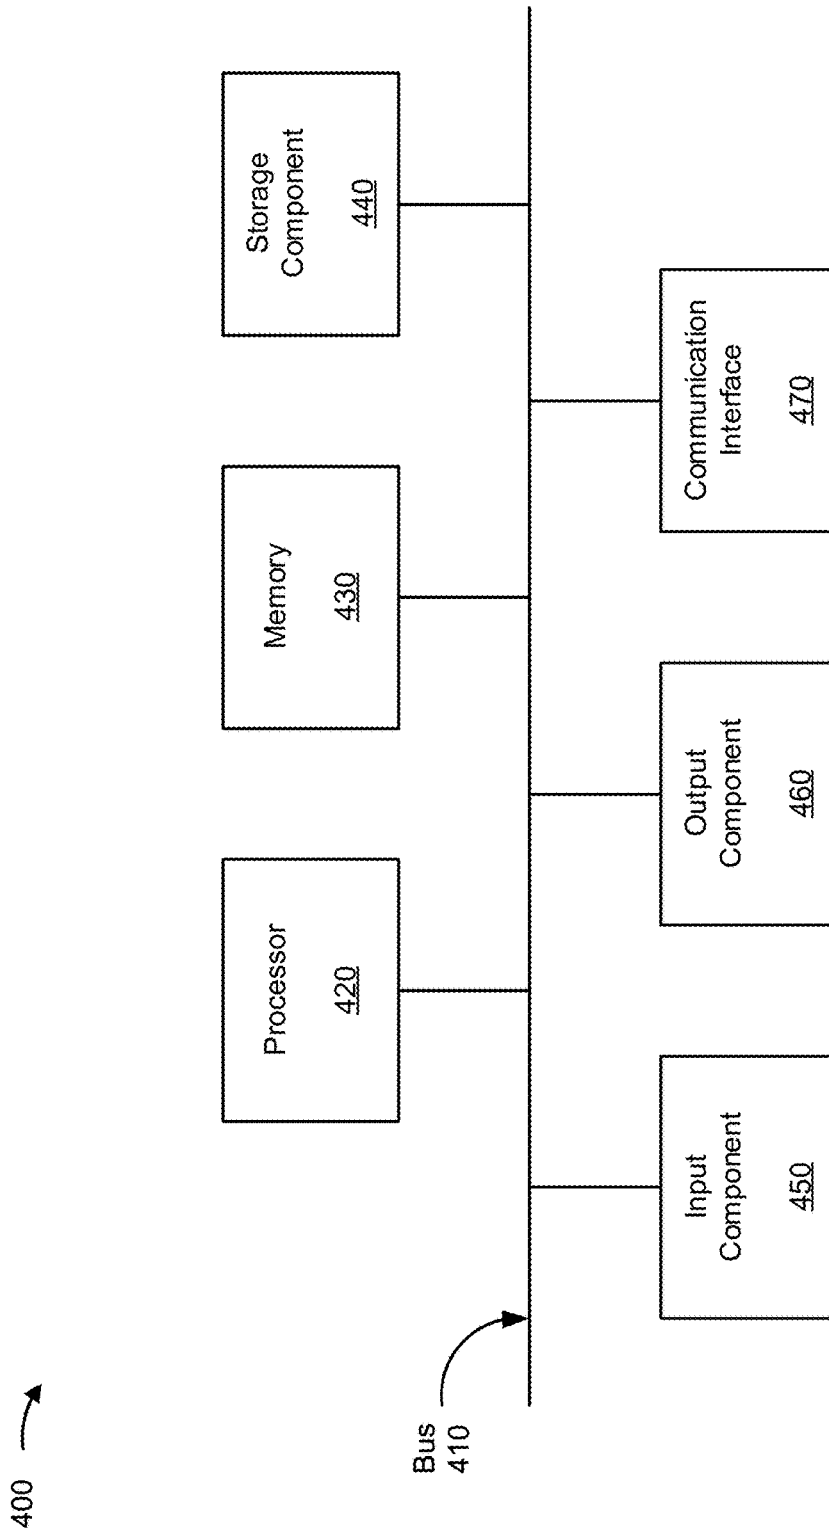 400
Processor
420
Memory
430
Storage
Component
440
Bus
410
Input
Component
450
Output
Component
460
Communication
Interface
470